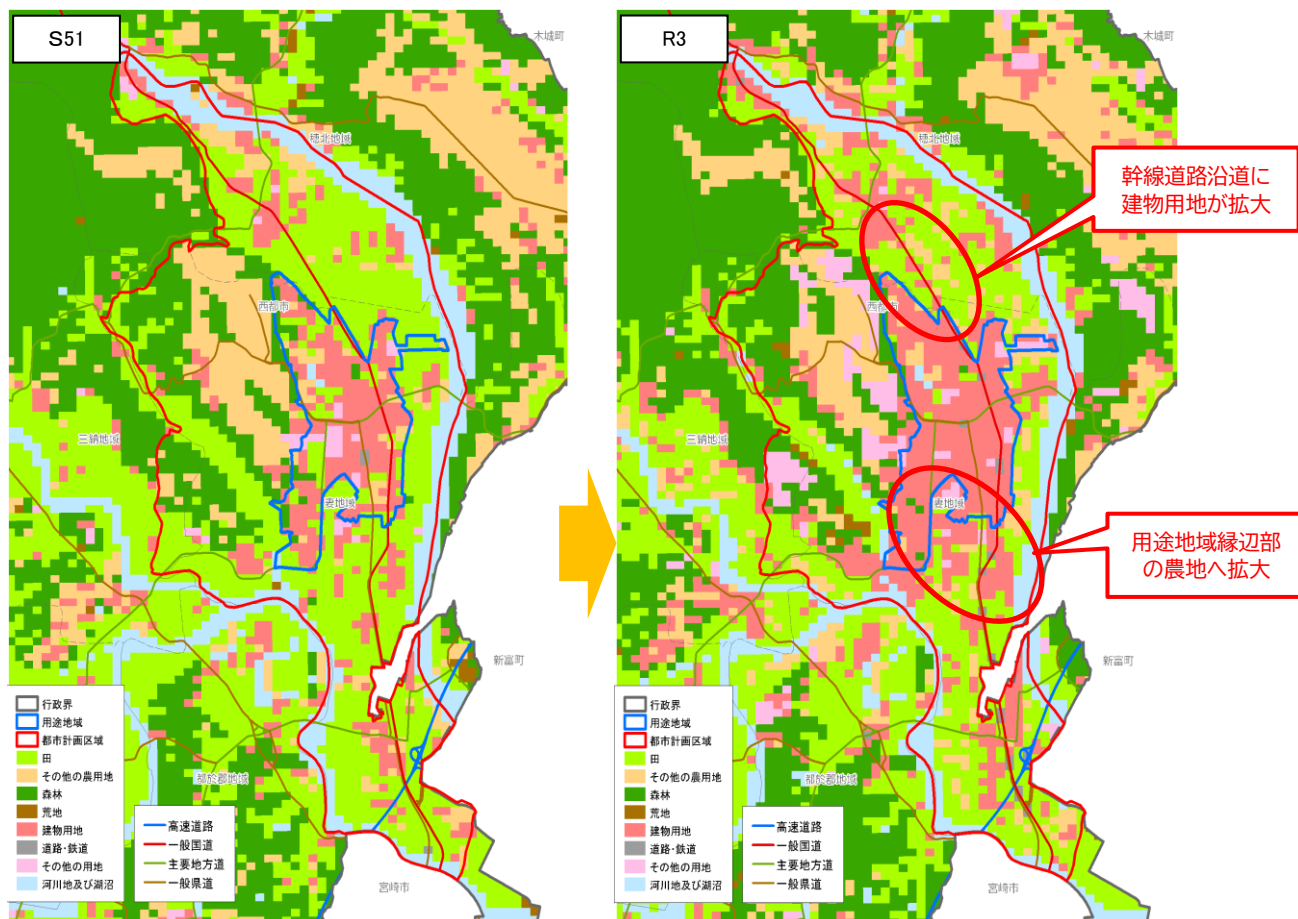 S51
木城町
穂北地域
西都市
三納地域
妻地域
新富町
都於郡地域
宮崎市
行政界
用途地域
都市計画区域
田
その他の農用地
森林
荒地
建物用地
道路・鉄道
その他の用地
河川地及び湖沼
高速道路
一般国道
主要地方道
一般県道
R3
木城町
穂北地域
幹線道路沿道に
建物用地が拡大
西都市
三納地域
妻地域
用途地域縁辺部
の農地へ拡大
新富町
都於郡地域
宮崎市
行政界
用途地域
都市計画区域
田
その他の農用地
森林
荒地
建物用地
道路・鉄道
その他の用地
河川地及び湖沼
高速道路
一般国道
主要地方道
一般県道